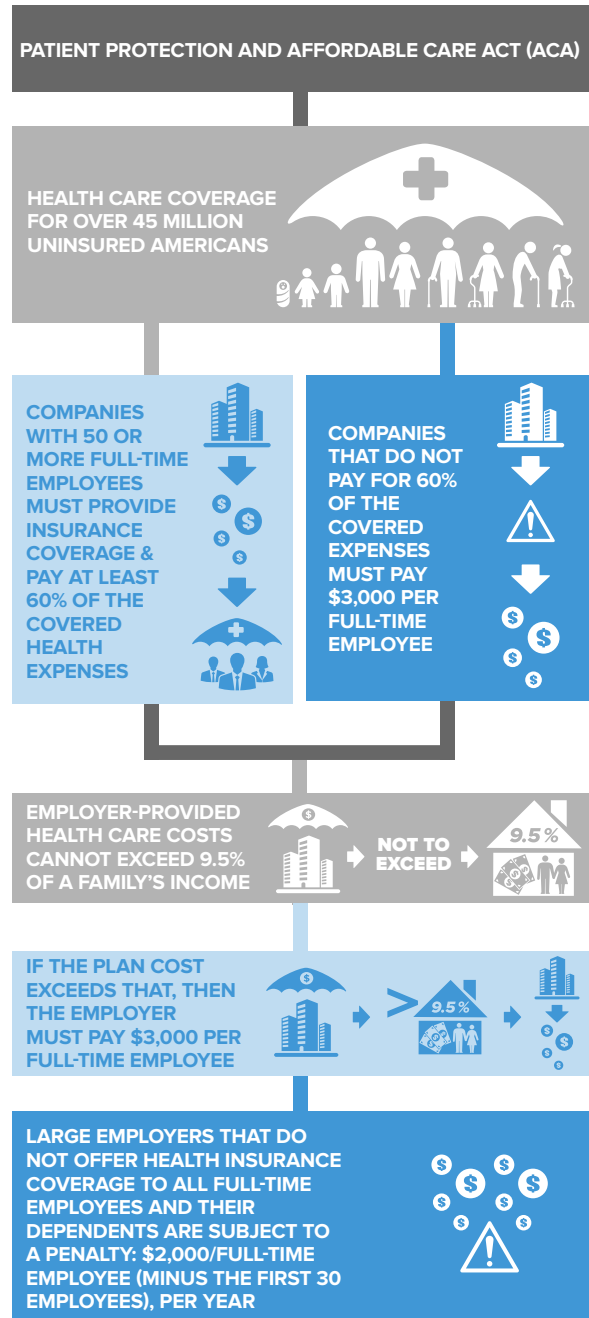 PATIENT PROTECTION AND AFFORDABLE CARE ACT (ACA)
HEALTH CARE COVERAGE
FOR OVER 45 MILLION
UNINSURED AMERICANS
COMPANIES
WITH 50 OR
MORE FULL-TIME
EMPLOYEES
MUST PROVIDE
INSURANCE
COVERAGE &
PAY AT LEAST
60% OF THE
COVERED
HEALTH
EXPENSES
$
$
$
$
COMPANIES
THAT DO NOT
PAY FOR 60%
OF THE
COVERED
EXPENSES
MUST PAY
$3,000 PER
FULL-TIME
EMPLOYEE
!
$
$
$
$
EMPLOYER-PROVIDED
HEALTH CARE COSTS
CANNOT EXCEED 9.5%
OF A FAMILY'S INCOME
$
NOT TO
EXCEED
9.5%
$ $ $
IF THE PLAN COST
EXCEEDS THAT, THEN
THE EMPLOYER
MUST PAY $3,000 PER
FULL-TIME EMPLOYEE
$
>
9.5%
$ $ $
$
$
$
$
LARGE EMPLOYERS THAT DO
NOT OFFER HEALTH INSURANCE
COVERAGE TO ALL FULL-TIME
EMPLOYEES AND THEIR
DEPENDENTS ARE SUBJECT TO
A PENALTY: $2,000/FULL-TIME
EMPLOYEE (MINUS THE FIRST 30
EMPLOYEES), PER YEAR
$ $
$ $
$ $
$ $
!